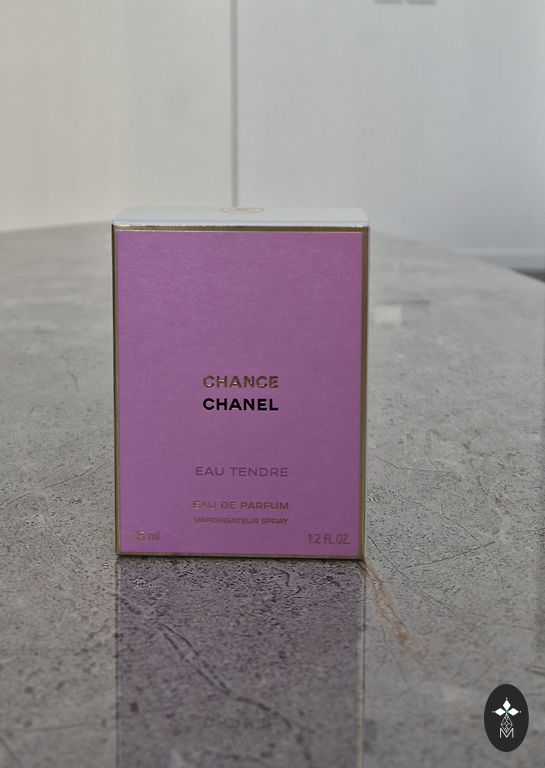 CHANCE
CHANEL
EAU TENDRE
EAU DE PARFUM
VAPORISATEUR SPRAY
35 ml 1.2 FL.OZ.
M